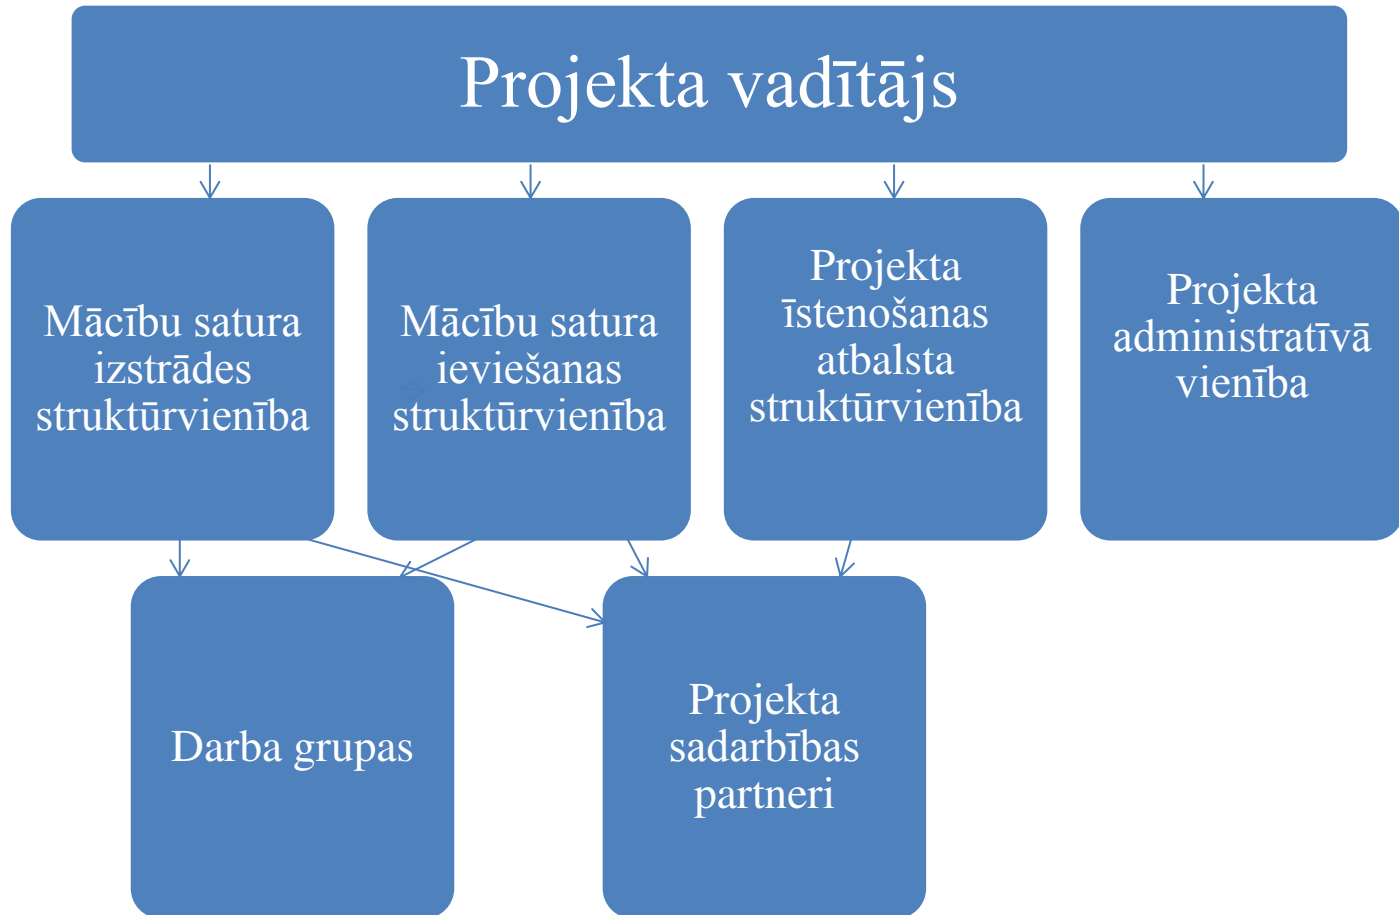 Projekta vadītājs
Mācību satura
izstrādes
struktūrvienība
Mācību satura
ieviešanas
struktūrvienība
Projekta
īstenošanas
atbalsta
struktūrvienība
Projekta
administratīvā
vienība
Darba grupas
Projekta
sadarbības
partneri